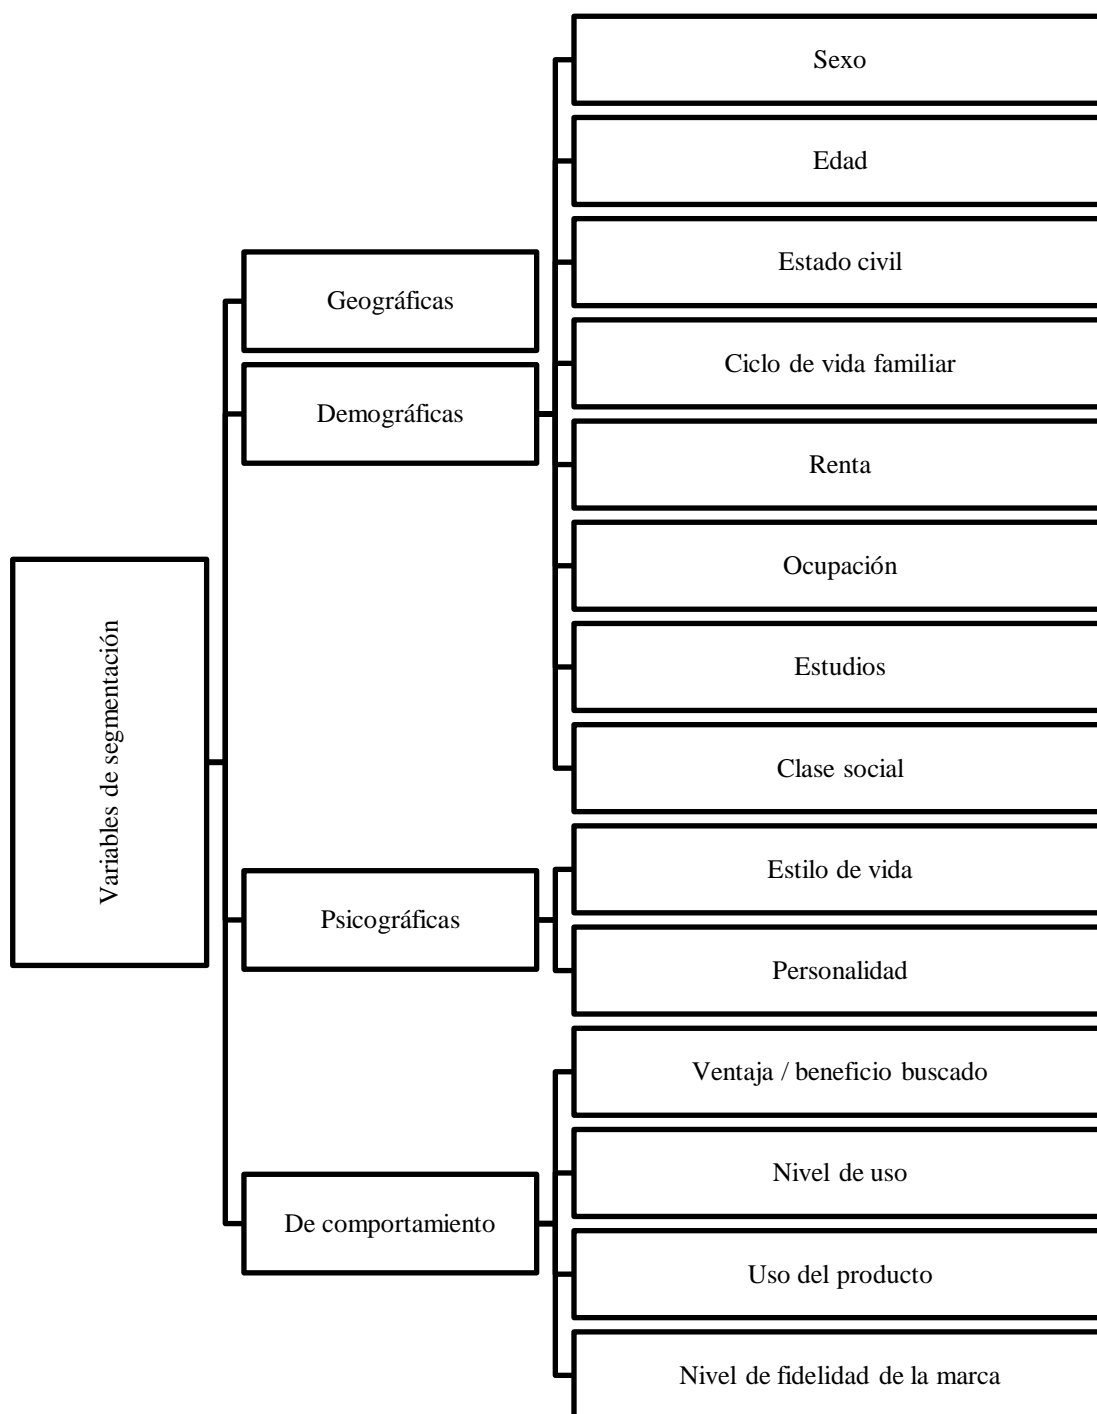 Variables de segmentación
Geográficas
Demográficas
Sexo
Edad
Estado civil
Ciclo de vida familiar
Renta
Ocupación
Estudios
Clase social
Psicográficas
Estilo de vida
Personalidad
De comportamiento
Ventaja / beneficio buscado
Nivel de uso
Uso del producto
Nivel de fidelidad de la marca